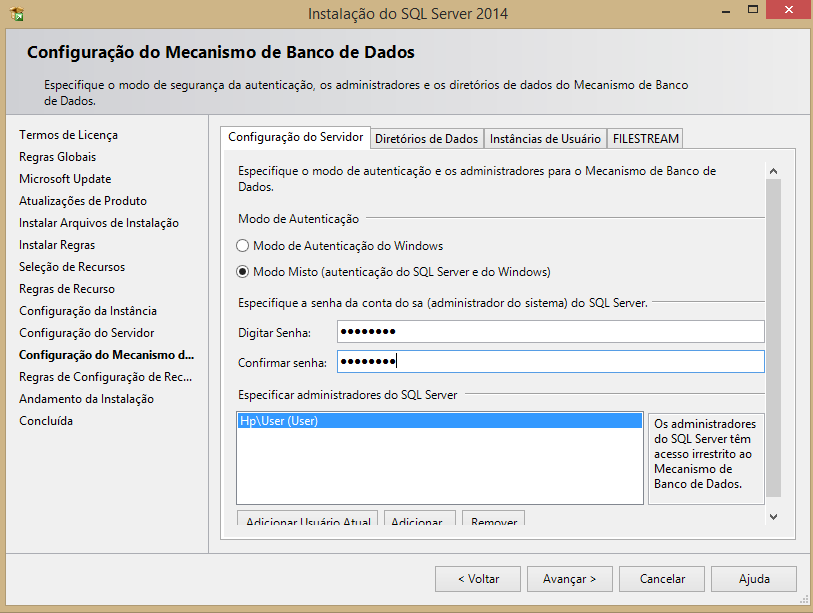 Instalação do SQL Server 2014
Configuração do Mecanismo de Banco de Dados
Especifique o modo de segurança da autenticação, os administradores e os diretórios de dados do Mecanismo de Banco
de Dados.
Termos de Licença
Regras Globais
Microsoft Update
Atualizações de Produto
Instalar Arquivos de Instalação
Instalar Regras
Seleção de Recursos
Regras de Recurso
Configuração da Instância
Configuração do Servidor
Configuração do Mecanismo d...
Regras de Configuração de Rec...
Andamento da Instalação
Concluída
Configuração do Servidor
Diretórios de Dados
Instâncias de Usuário
FILESTREAM
Especifique o modo de autenticação e os administradores para o Mecanismo de Banco de
Dados.
Modo de Autenticação
Modo de Autenticação do Windows
Modo Misto (autenticação do SQL Server e do Windows)
Especifique a senha da conta do sa (administrador do sistema) do SQL Server.
Digitar Senha: ●●●●●●●●
Confirmar senha: ●●●●●●●●
Especificar administradores do SQL Server
Hp\User (User)
Os administradores
do SQL Server têm
acesso irrestrito ao
Mecanismo de
Banco de Dados.
Adicionar Usuário Atual
Adicionar...
Remover
< Voltar
Avançar >
Cancelar
Ajuda